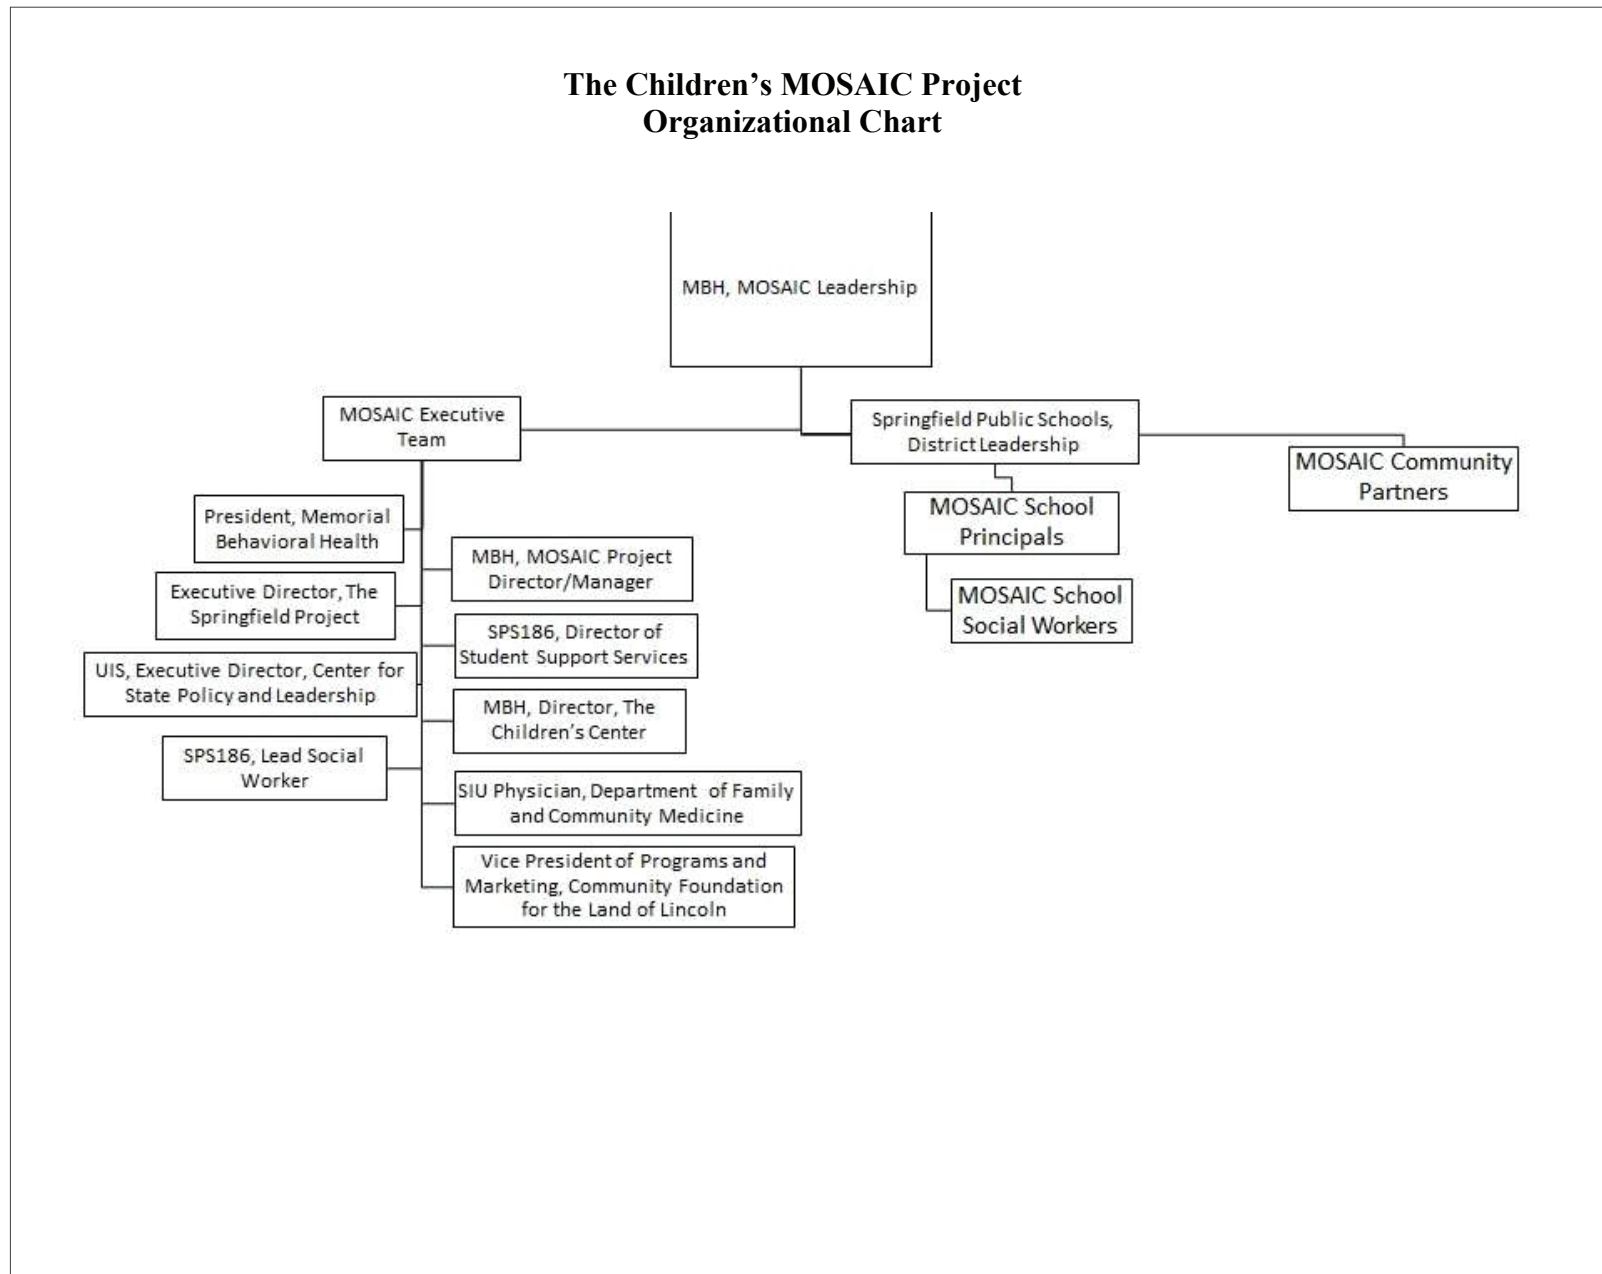 The Children’s MOSAIC Project
Organizational Chart
MBH, MOSAIC Leadership
MOSAIC Executive
Team
President, Memorial
Behavioral Health
MBH, MOSAIC Project
Director/Manager
Executive Director, The
Springfield Project
SPS186, Director of
Student Support Services
UIS, Executive Director, Center for
State Policy and Leadership
MBH, Director, The
Children’s Center
SPS186, Lead Social
Worker
SIU Physician, Department of Family
and Community Medicine
Vice President of Programs and
Marketing, Community Foundation
for the Land of Lincoln
Springfield Public Schools,
District Leadership
MOSAIC School
Principals
MOSAIC School
Social Workers
MOSAIC Community
Partners